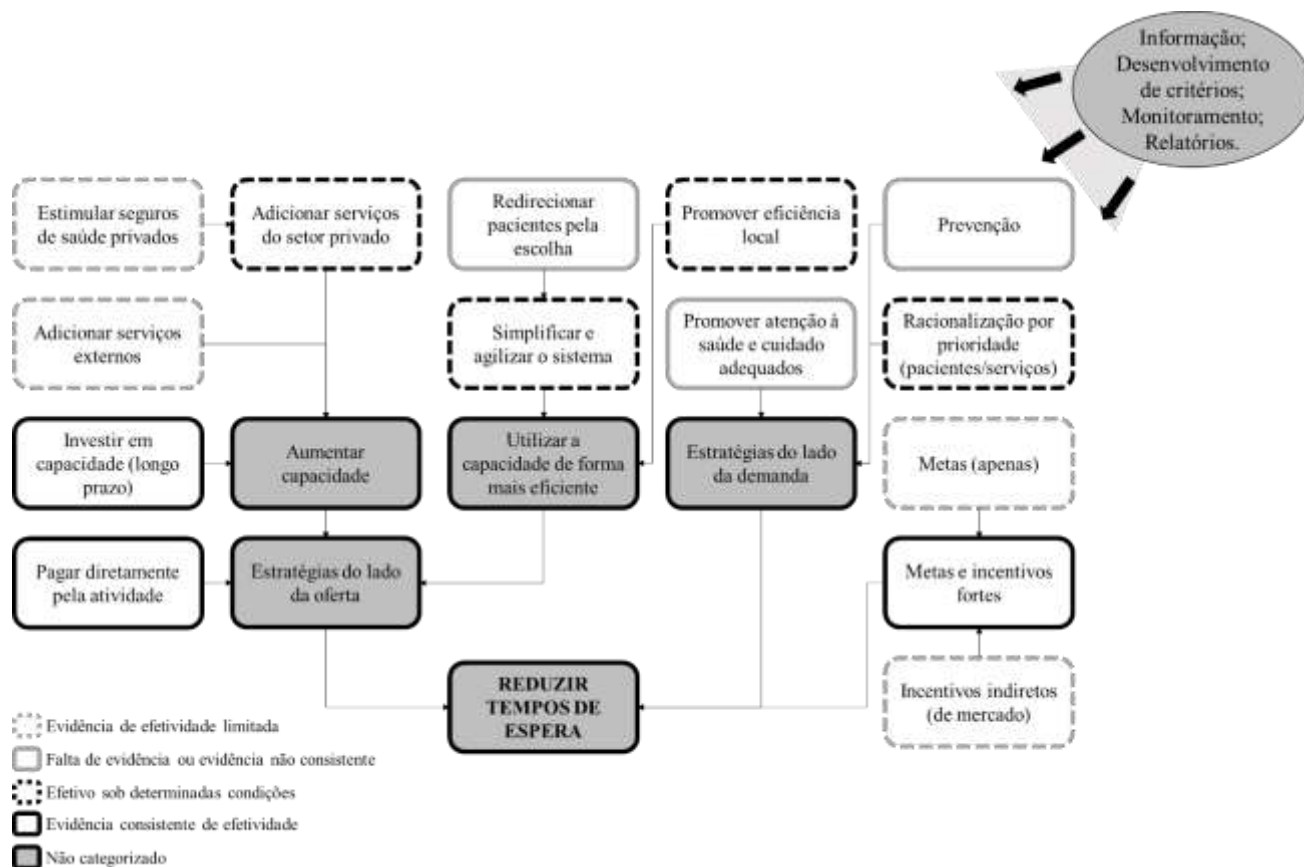 Informação;
Desenvolvimento
de critérios;
Monitoramento;
Relatórios.
Estimular seguros
de saúde privados
Adicionar serviços
do setor privado
Redirecionar
pacientes pela
escolha
Promover eficiência
local
Prevenção
Adicionar serviços
externos
Simplificar e
agilizar o sistema
Promover atenção à
saúde e cuidado
adequados
Racionalização por
prioridade
(pacientes/serviços)
Investir em
capacidade (longo
prazo)
Aumentar
capacidade
Utilizar a
capacidade de forma
mais eficiente
Estratégias do lado
da demanda
Metas (apenas)
Pagar diretamente
pela atividade
Estratégias do lado
da oferta
Metas e incentivos
fortes
REDUZIR
TEMPOS DE
ESPERA
Incentivos indiretos
(de mercado)
Evidência de efetividade limitada
Falta de evidência ou evidência não consistente
Efetivo sob determinadas condições
Evidência consistente de efetividade
Não categorizado